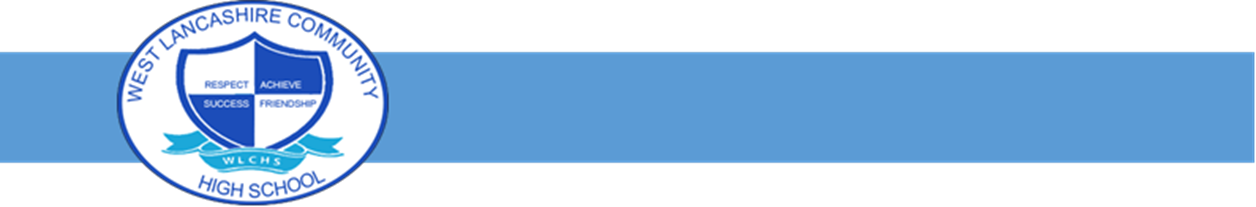 WEST LANCASHIRE COMMUNITY
RESPECT ACHIEVE
SUCCESS FRIENDSHIP
WLCHS
HIGH SCHOOL